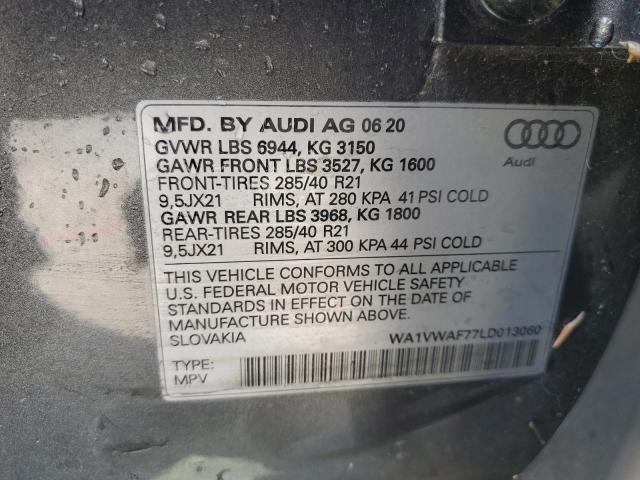 MFD. BY AUDI AG 06 20
GVWR LBS 6944, KG 3150
GAWR FRONT LBS 3527, KG 1600
FRONT-TIRES 285/40 R21
9,5JX21 RIMS, AT 280 KPA 41 PSI COLD
GAWR REAR LBS 3968, KG 1800
REAR-TIRES 285/40 R21
9,5JX21 RIMS, AT 300 KPA 44 PSI COLD
Audi
THIS VEHICLE CONFORMS TO ALL APPLICABLE
U.S. FEDERAL MOTOR VEHICLE SAFETY
STANDARDS IN EFFECT ON THE DATE OF
MANUFACTURE SHOWN ABOVE.
SLOVAKIA WA1VWAF77LD013060
TYPE:
MPV